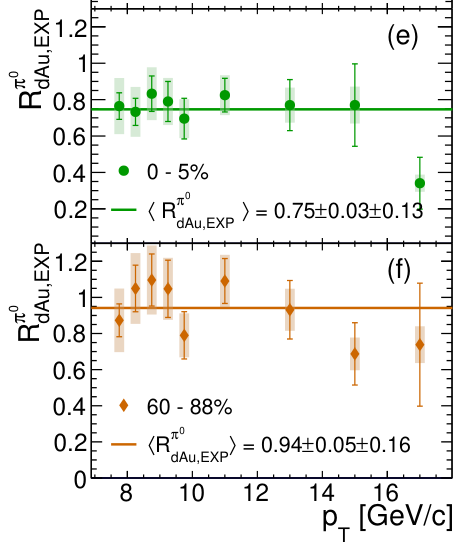 (e)
R^{π^0}_{dAu,EXP}
1.2
1
0.8
0.6
0.4
0.2
0 - 5%
⟨ R^{π^0}_{dAu,EXP} ⟩ = 0.75±0.03±0.13
(f)
R^{π^0}_{dAu,EXP}
1.2
1
0.8
0.6
0.4
0.2
0
60 - 88%
⟨R^{π^0}_{dAu,EXP}⟩ = 0.94±0.05±0.16
8 10 12 14 16
p_T [GeV/c]